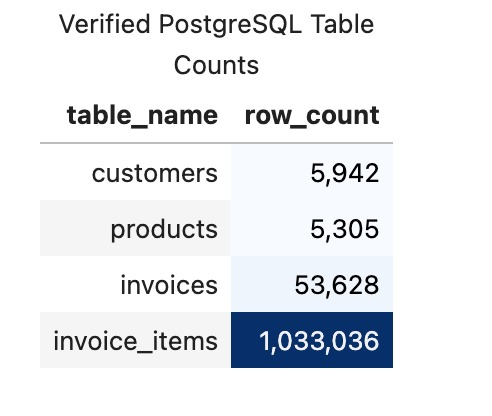 Verified PostgreSQL Table
Counts
table_name row_count
customers 5,942
products 5,305
invoices 53,628
invoice_items 1,033,036